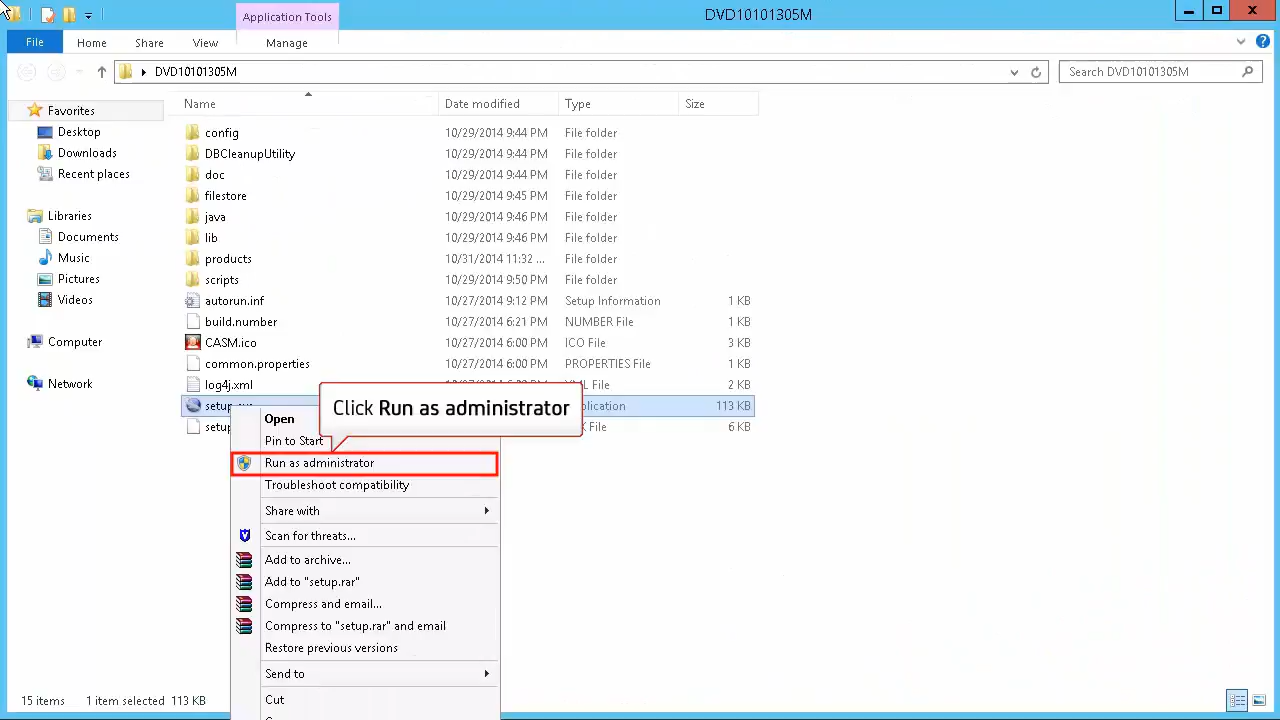 DVD10101305M
Application Tools
File Home Share View Manage
DVD10101305M
Search DVD10101305M
Name Date modified Type Size
Favorites
Desktop
Downloads
Recent places
Libraries
Documents
Music
Pictures
Videos
Computer
Network
config 10/29/2014 9:44 PM File folder
DBCleanupUtility 10/29/2014 9:44 PM File folder
doc 10/29/2014 9:44 PM File folder
filestore 10/29/2014 9:45 PM File folder
java 10/29/2014 9:46 PM File folder
lib 10/29/2014 9:46 PM File folder
products 10/31/2014 11:32 ... File folder
scripts 10/29/2014 9:50 PM File folder
autorun.inf 10/27/2014 9:12 PM Setup Information 1 KB
build.number 10/27/2014 6:21 PM NUMBER File 1 KB
CASM.ico 10/27/2014 6:00 PM ICO File 3 KB
common.properties 10/27/2014 6:00 PM PROPERTIES File 1 KB
log4j.xml File 2 KB
113 KB
File 6 KB
Click Run as administrator
Open
Pin to Start
Run as administrator
Troubleshoot compatibility
Share with
Scan for threats...
Add to archive...
Add to "setup.rar"
Compress and email...
Compress to "setup.rar" and email
Restore previous versions
Send to
Cut
15 items 1 item selected 113 KB